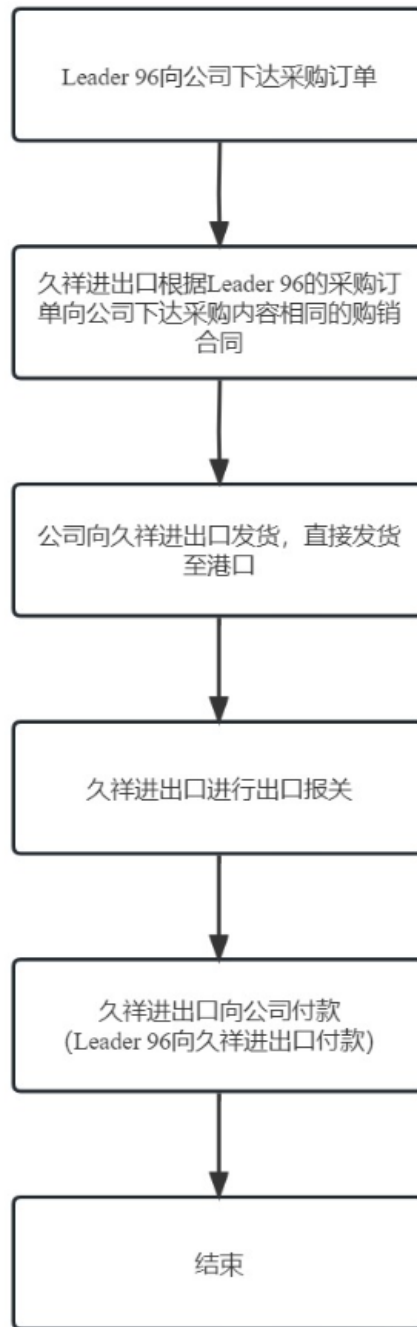 Leader 96向公司下达采购订单
久祥进出口根据Leader 96的采购订
单向公司下达采购内容相同的购销
合同
公司向久祥进出口发货，直接发货
至港口
久祥进出口进行出口报关
久祥进出口向公司付款
(Leader 96向久祥进出口付款)
结束